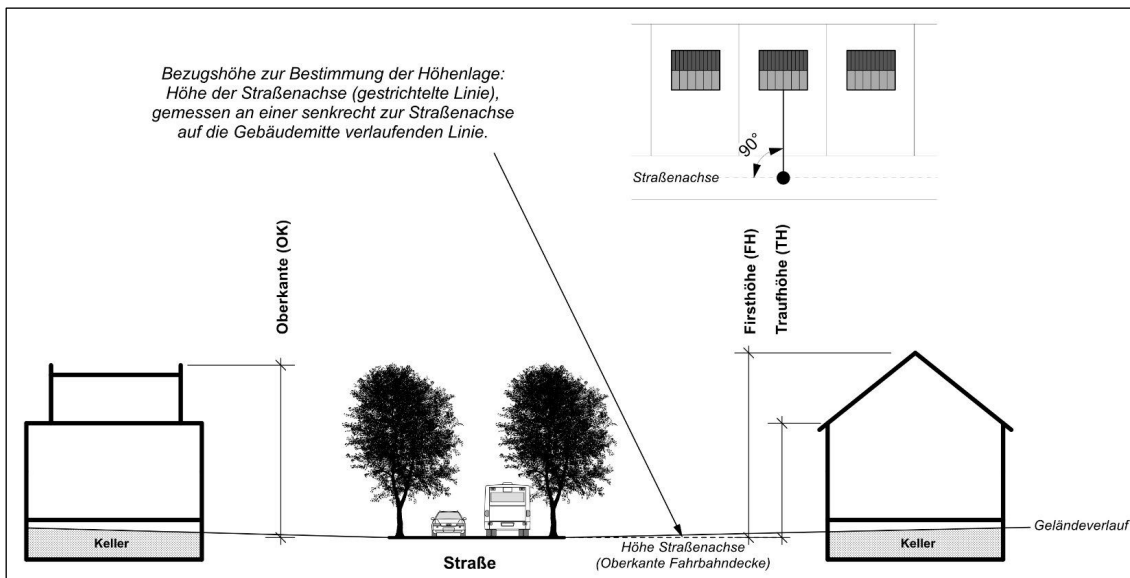 Bezugshöhe zur Bestimmung der Höhenlage:
Höhe der Straßenachse (gestrichtelte Linie),
gemessen an einer senkrecht zur Straßenachse
auf die Gebäudemitte verlaufenden Linie.
90°
Straßenachse
Oberkante (OK)
Firsthöhe (FH)
Traufhöhe (TH)
Keller
Straße
Höhe Straßenachse
(Oberkante Fahrbahndecke)
Keller
Geländeverlauf